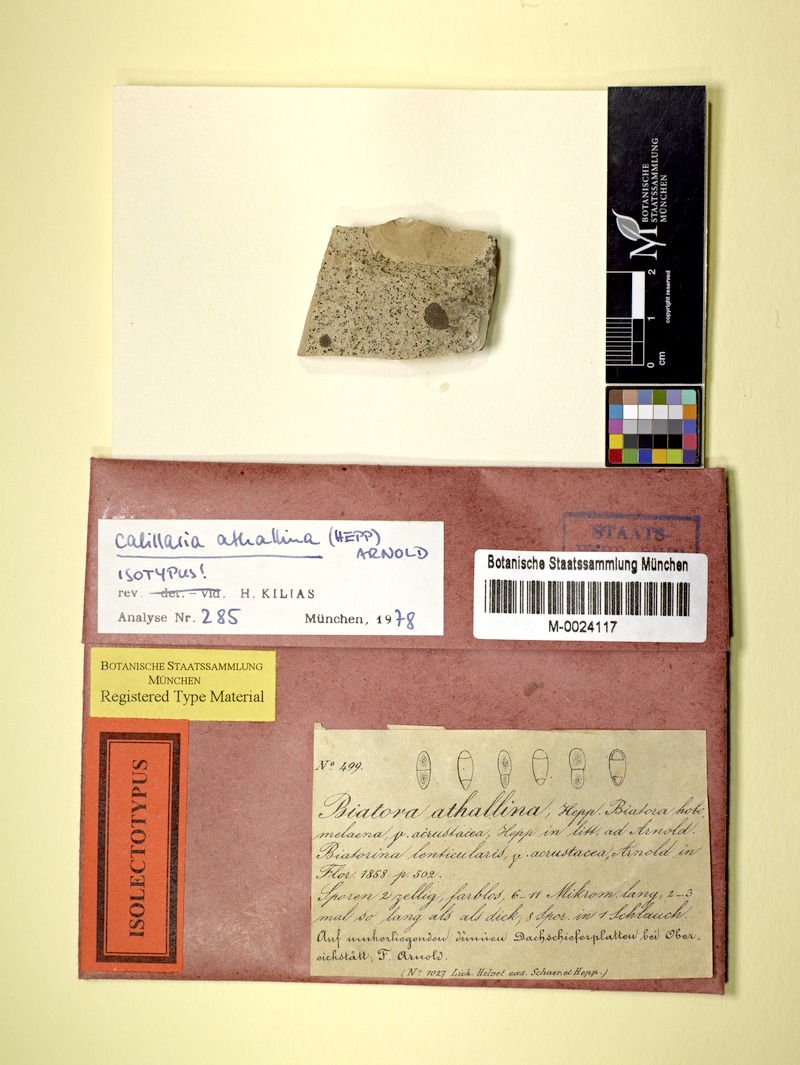 BOTANISCHE
STAATSSAMMLUNG
MÜNCHEN
copyright reserved
0 1 2
cm
Catillaria athallina (HEPP)
ARNOLD
ISOTYPUS!
rev. det. - vid. H. KILIAS
Analyse Nr. 285 München, 1978
STAATS-
Botanische Staatssammlung München
M-0024117
BOTANISCHE STAATSSAMMLUNG
MÜNCHEN
Registered Type Material
ISOLECTOTYPUS
No 499.
Biatora athallina, Hepp. Biatora hobo
melaena, γ. acrustacea, Hepp in litt. ad Arnold.
Biatorina lenticularis, γ. acrustacea, Arnold in
Flor. 1858. p. 502.
Sporen 2 zellig, farblos, 6-11 Mikrom. lang, 2-3
mal so lang als als dick, 8 Spor. in 1 Schlauch.
Auf umherliegenden dünnen Dachschieferplatten bei Ober-
eichstätt; F. Arnold.
(No 1027 Lich. Helvet exs. Schaer. et Hepp.)